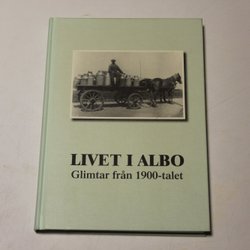 LIVET I ALBO
Glimtar från 1900-talet